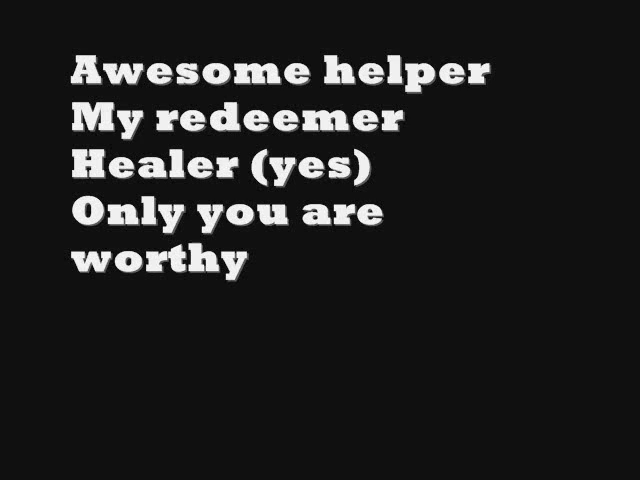 Awesome helper
My redeemer
Healer (yes)
Only you are
worthy